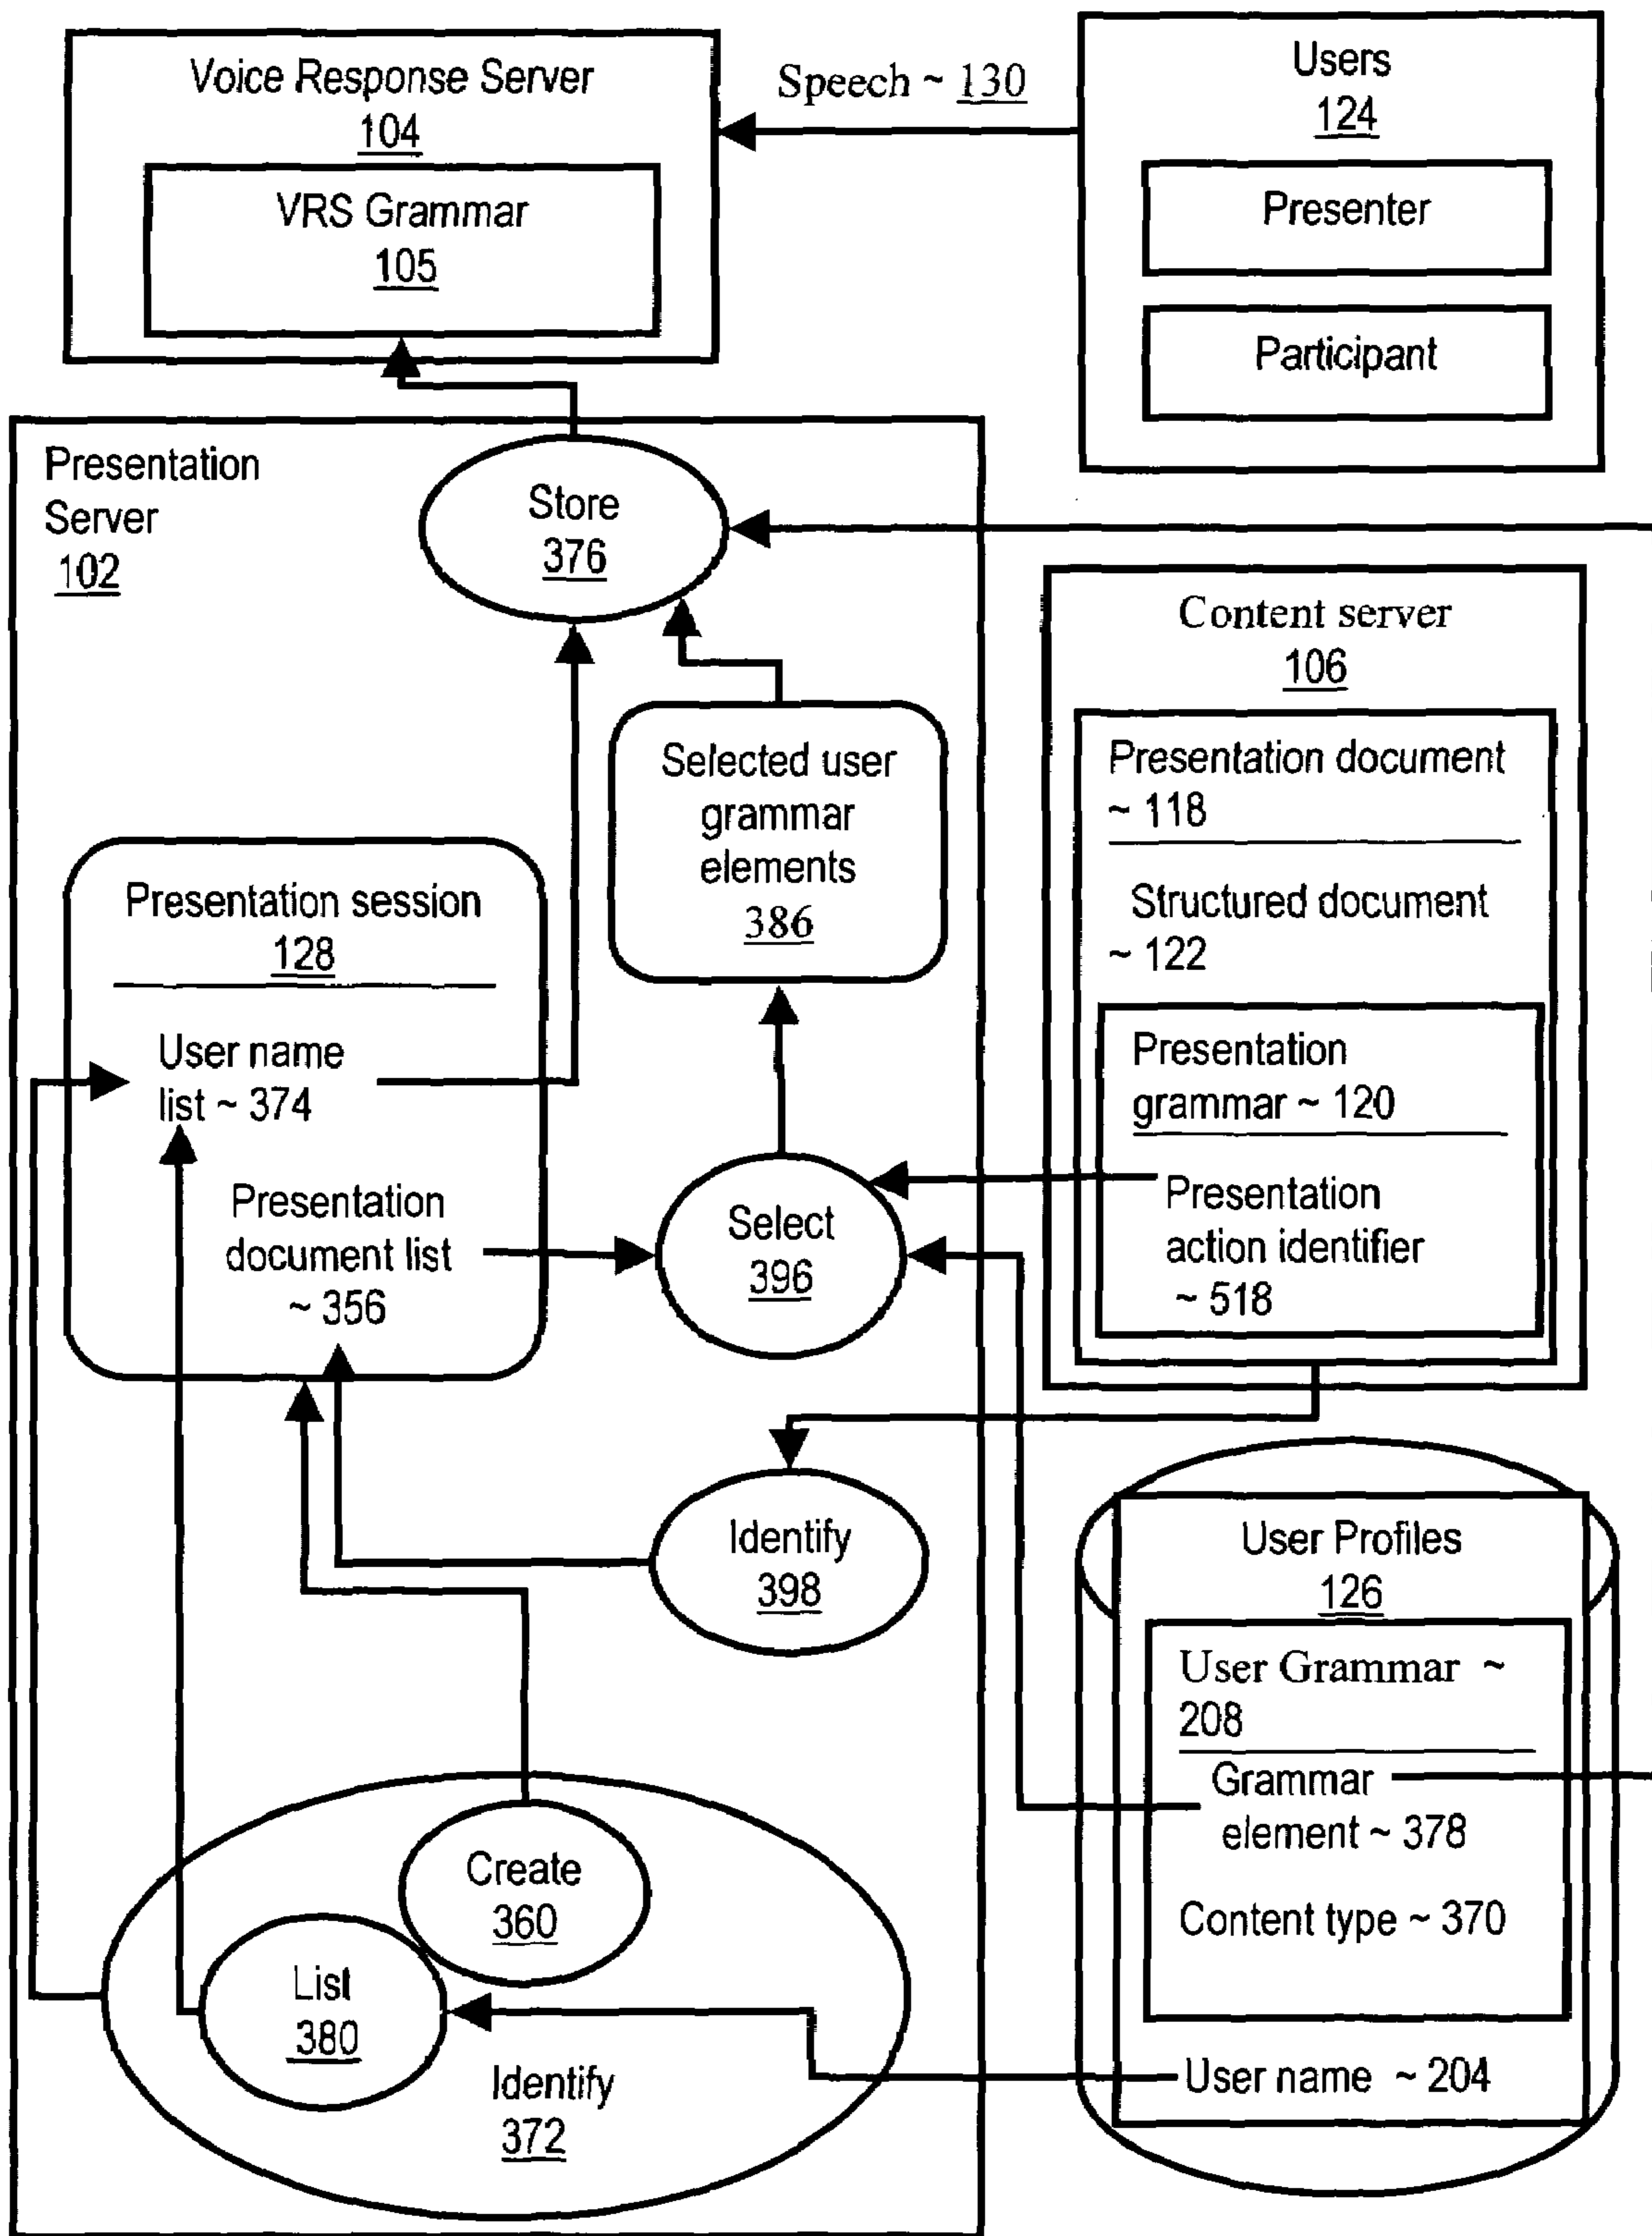 Voice Response Server
104
VRS Grammar
105
Speech ~ 130
Users
124
Presenter
Participant
Presentation
Server
102
Store
376
Selected user
grammar
elements
386
Presentation session
128
User name
list ~ 374
Presentation
document list
~ 356
Select
396
Identify
398
Create
360
List
380
Identify
372
Content server
106
Presentation document
~ 118
Structured document
~ 122
Presentation
grammar ~ 120
Presentation
action identifier
~ 518
User Profiles
126
User Grammar ~
208
Grammar
element ~ 378
Content type ~ 370
User name ~ 204